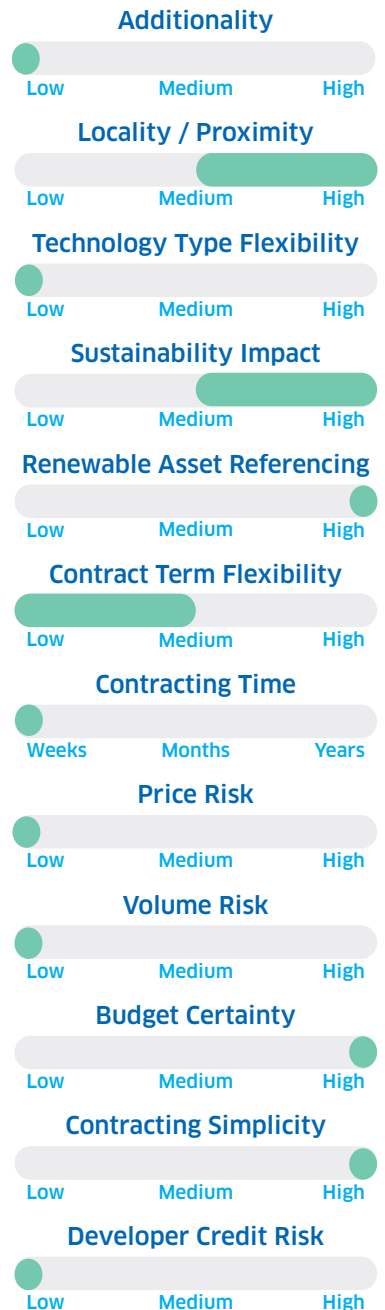 Additionality
Low Medium High
Locality / Proximity
Low Medium High
Technology Type Flexibility
Low Medium High
Sustainability Impact
Low Medium High
Renewable Asset Referencing
Low Medium High
Contract Term Flexibility
Low Medium High
Contracting Time
Weeks Months Years
Price Risk
Low Medium High
Volume Risk
Low Medium High
Budget Certainty
Low Medium High
Contracting Simplicity
Low Medium High
Developer Credit Risk
Low Medium High